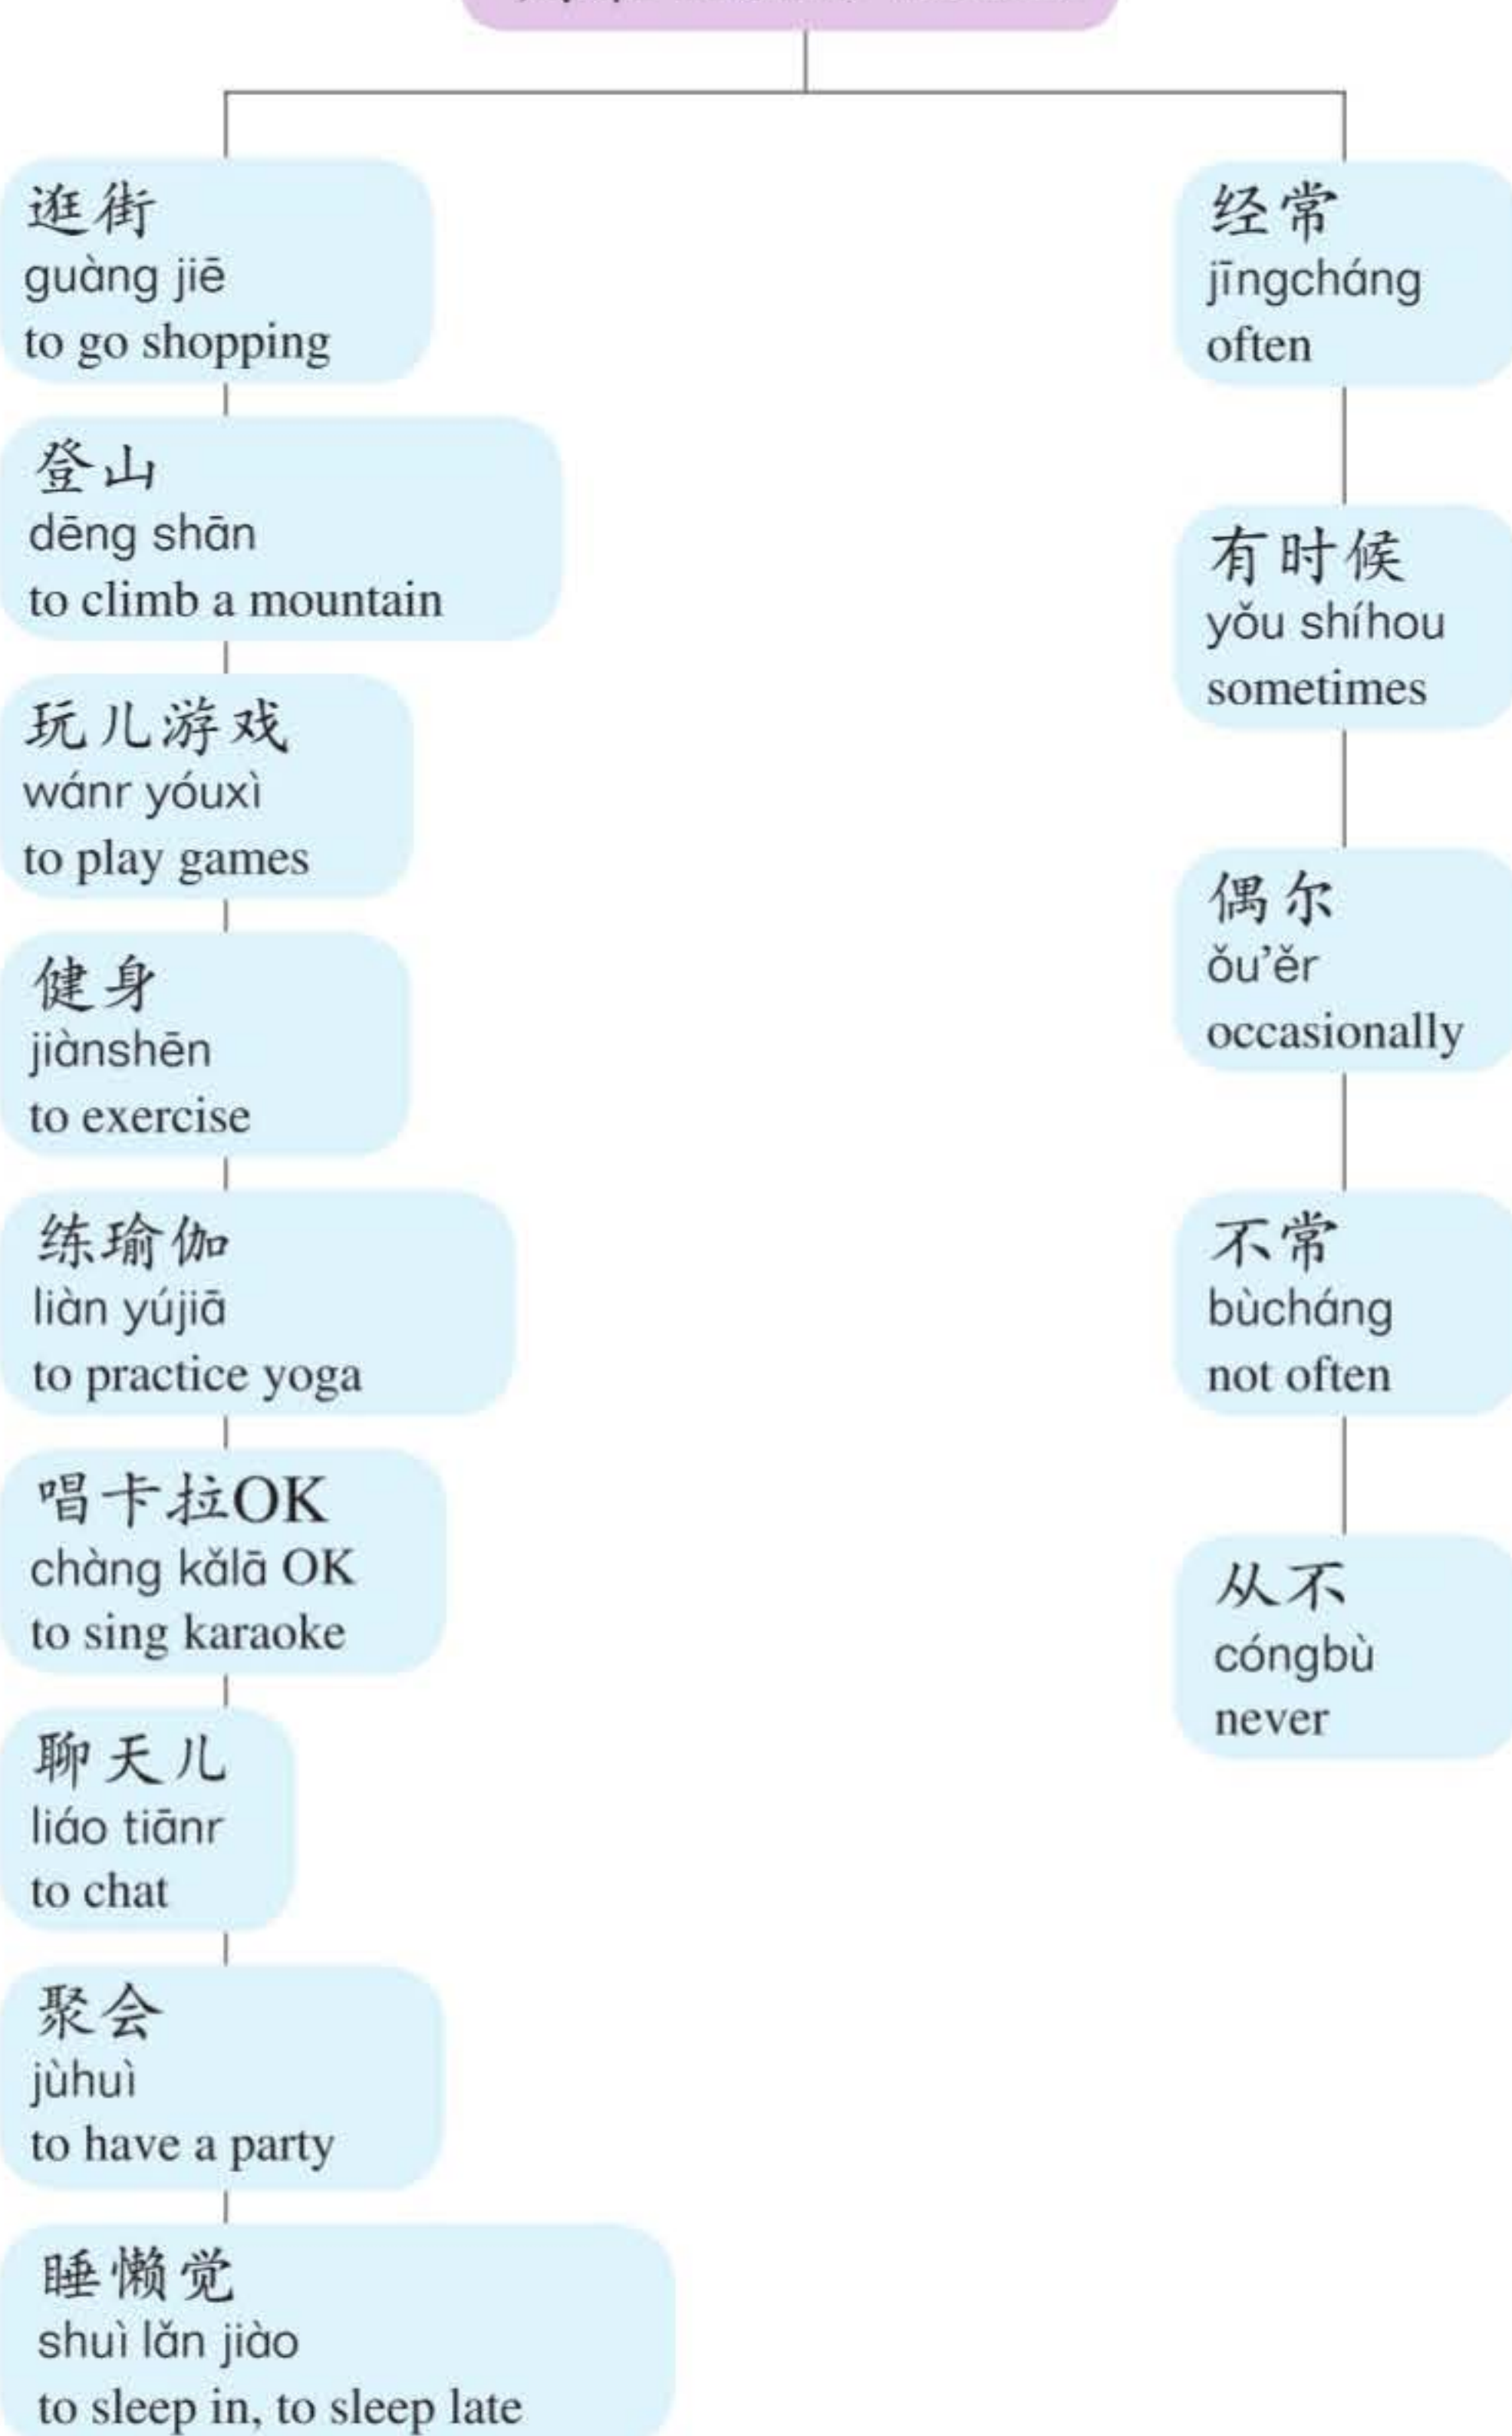 逛街
guàng jiē
to go shopping
登山
dēng shān
to climb a mountain
玩儿游戏
wánr yóuxì
to play games
健身
jiànshēn
to exercise
练瑜伽
liàn yújiā
to practice yoga
唱卡拉OK
chàng kǎlā OK
to sing karaoke
聊天儿
liáo tiānr
to chat
聚会
jùhuì
to have a party
睡懒觉
shuì lǎn jiào
to sleep in, to sleep late
经常
jīngcháng
often
有时候
yǒu shíhou
sometimes
偶尔
ǒu’ěr
occasionally
不常
bùcháng
not often
从不
cóngbù
never